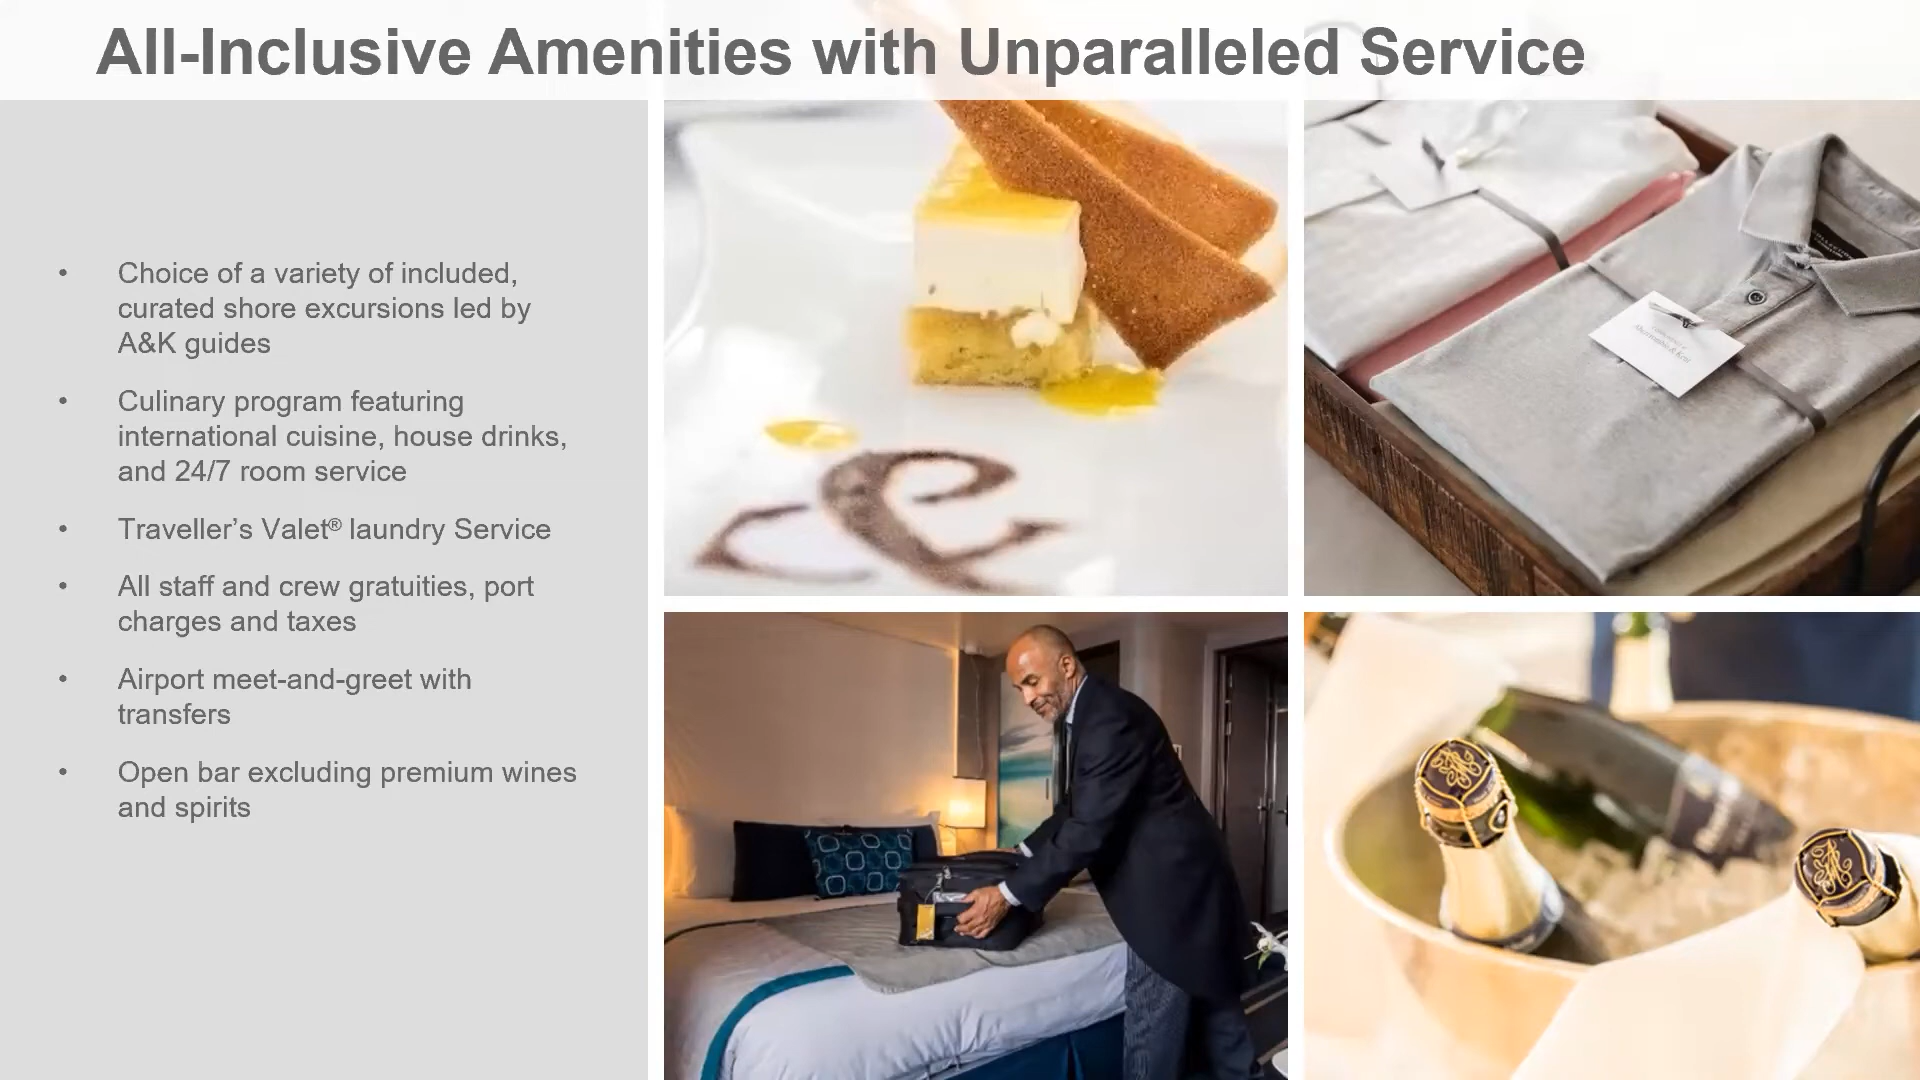 All-Inclusive Amenities with Unparalleled Service
• Choice of a variety of included,
curated shore excursions led by
A&K guides
• Culinary program featuring
international cuisine, house drinks,
and 24/7 room service
• Traveller’s Valet® laundry Service
• All staff and crew gratuities, port
charges and taxes
• Airport meet-and-greet with
transfers
• Open bar excluding premium wines
and spirits
Abercrombie & Kent